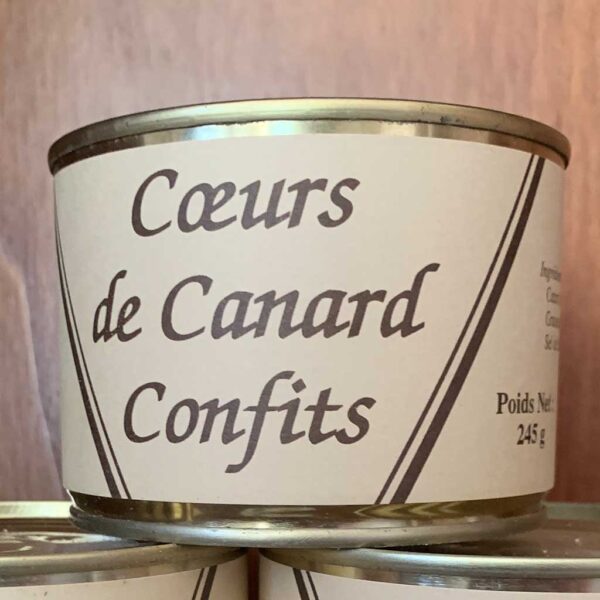 Cœurs
de Canard
Confits
Poids Net:
245 g